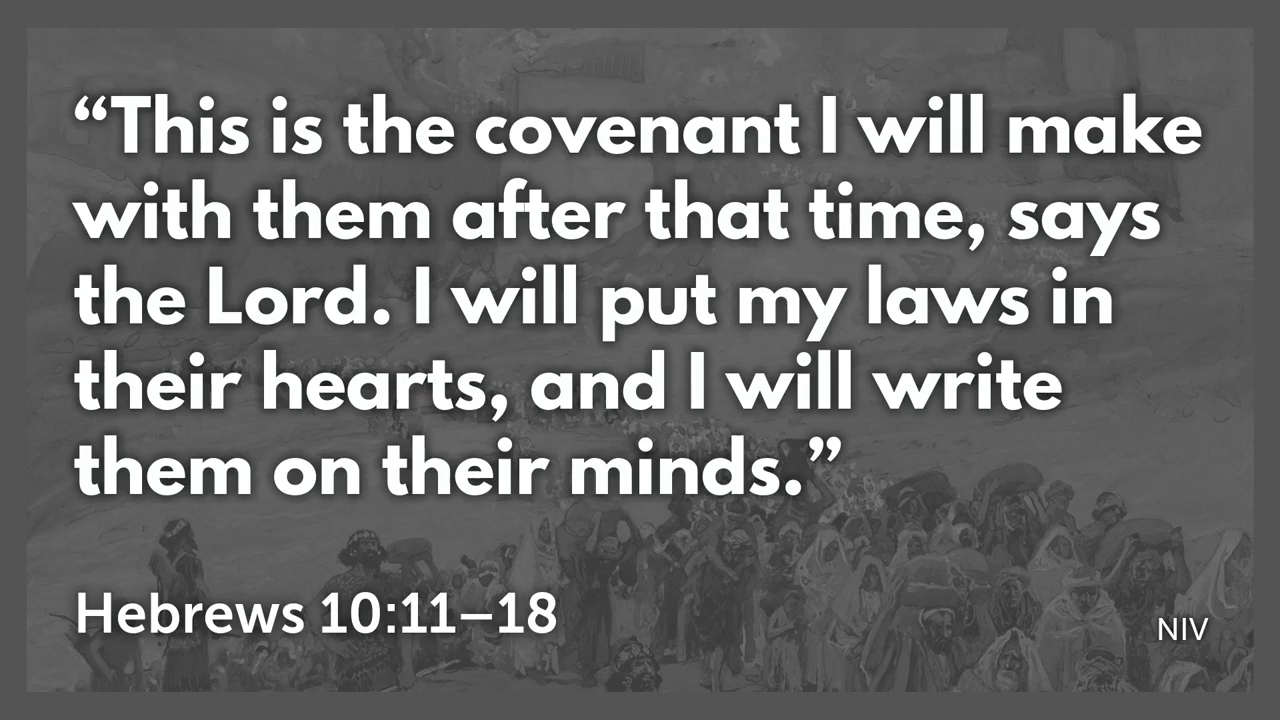 “This is the covenant I will make
with them after that time, says
the Lord. I will put my laws in
their hearts, and I will write
them on their minds.”
Hebrews 10:11–18
NIV